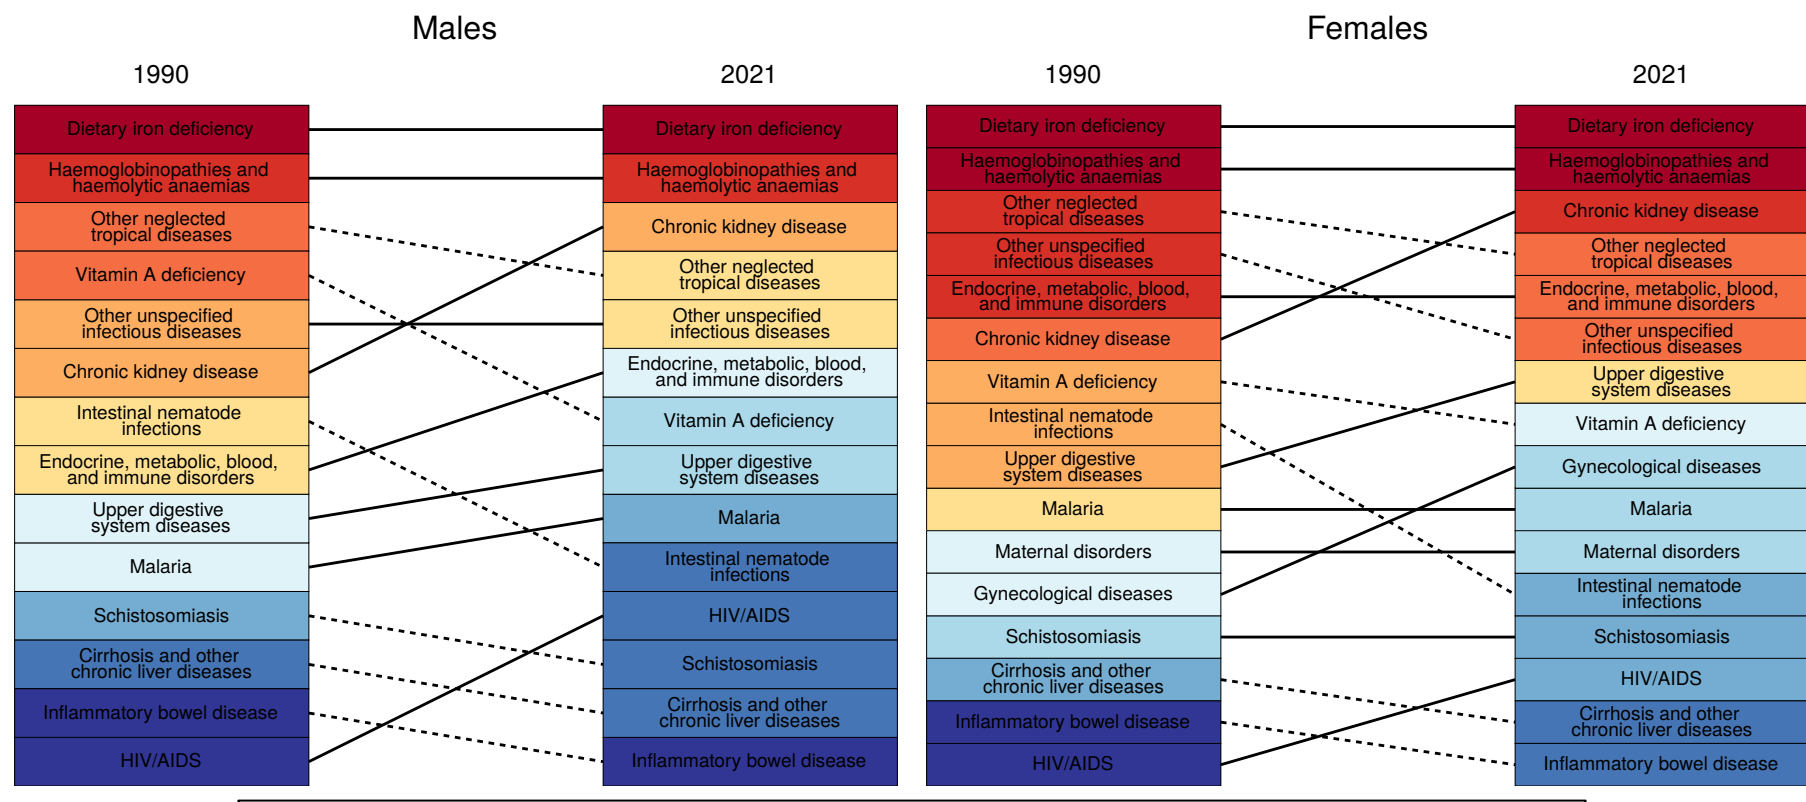 Males
1990
Dietary iron deficiency
Haemoglobinopathies and
haemolytic anaemias
Other neglected
tropical diseases
Vitamin A deficiency
Other unspecified
infectious diseases
Chronic kidney disease
Intestinal nematode
infections
Endocrine, metabolic, blood,
and immune disorders
Upper digestive
system diseases
Malaria
Schistosomiasis
Cirrhosis and other
chronic liver diseases
Inflammatory bowel disease
HIV/AIDS
2021
Dietary iron deficiency
Haemoglobinopathies and
haemolytic anaemias
Chronic kidney disease
Other neglected
tropical diseases
Other unspecified
infectious diseases
Endocrine, metabolic, blood,
and immune disorders
Vitamin A deficiency
Upper digestive
system diseases
Malaria
Intestinal nematode
infections
HIV/AIDS
Schistosomiasis
Cirrhosis and other
chronic liver diseases
Inflammatory bowel disease
Females
1990
Dietary iron deficiency
Haemoglobinopathies and
haemolytic anaemias
Other neglected
tropical diseases
Other unspecified
infectious diseases
Endocrine, metabolic, blood,
and immune disorders
Chronic kidney disease
Vitamin A deficiency
Intestinal nematode
infections
Upper digestive
system diseases
Malaria
Maternal disorders
Gynecological diseases
Schistosomiasis
Cirrhosis and other
chronic liver diseases
Inflammatory bowel disease
HIV/AIDS
2021
Dietary iron deficiency
Haemoglobinopathies and
haemolytic anaemias
Chronic kidney disease
Other neglected
tropical diseases
Endocrine, metabolic, blood,
and immune disorders
Other unspecified
infectious diseases
Upper digestive
system diseases
Vitamin A deficiency
Gynecological diseases
Malaria
Maternal disorders
Intestinal nematode
infections
Schistosomiasis
HIV/AIDS
Cirrhosis and other
chronic liver diseases
Inflammatory bowel disease